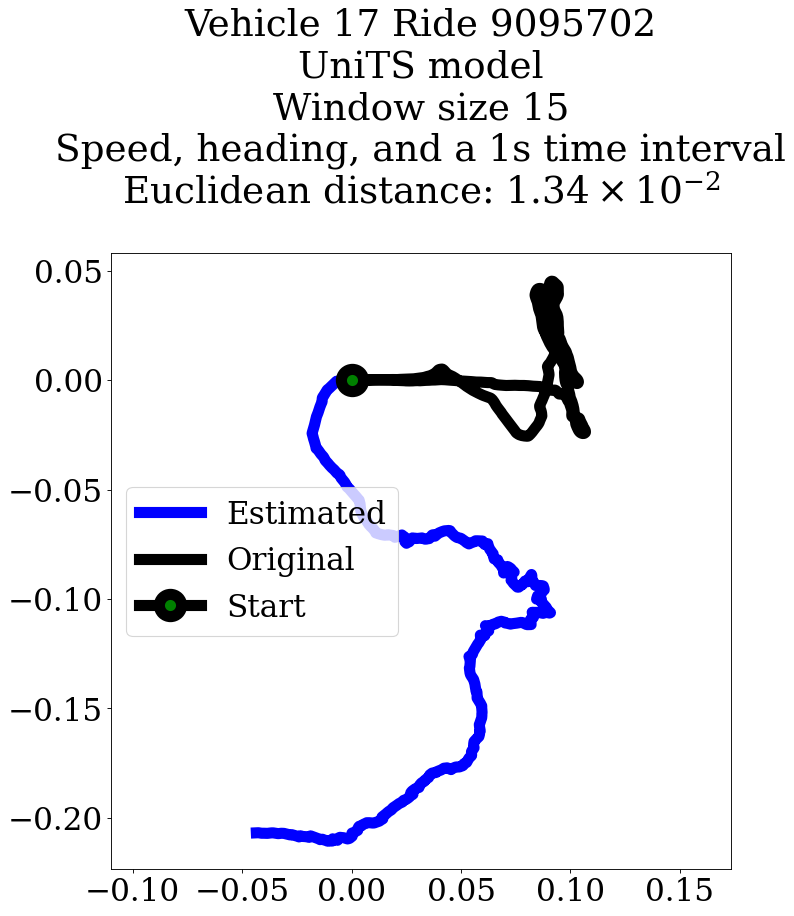 Vehicle 17 Ride 9095702
UniTS model
Window size 15
Speed, heading, and a 1s time interval
Euclidean distance: 1.34 × 10⁻²
0.05
0.00
−0.05
−0.10
−0.15
−0.20
Estimated
Original
Start
−0.10 −0.05 0.00 0.05 0.10 0.15